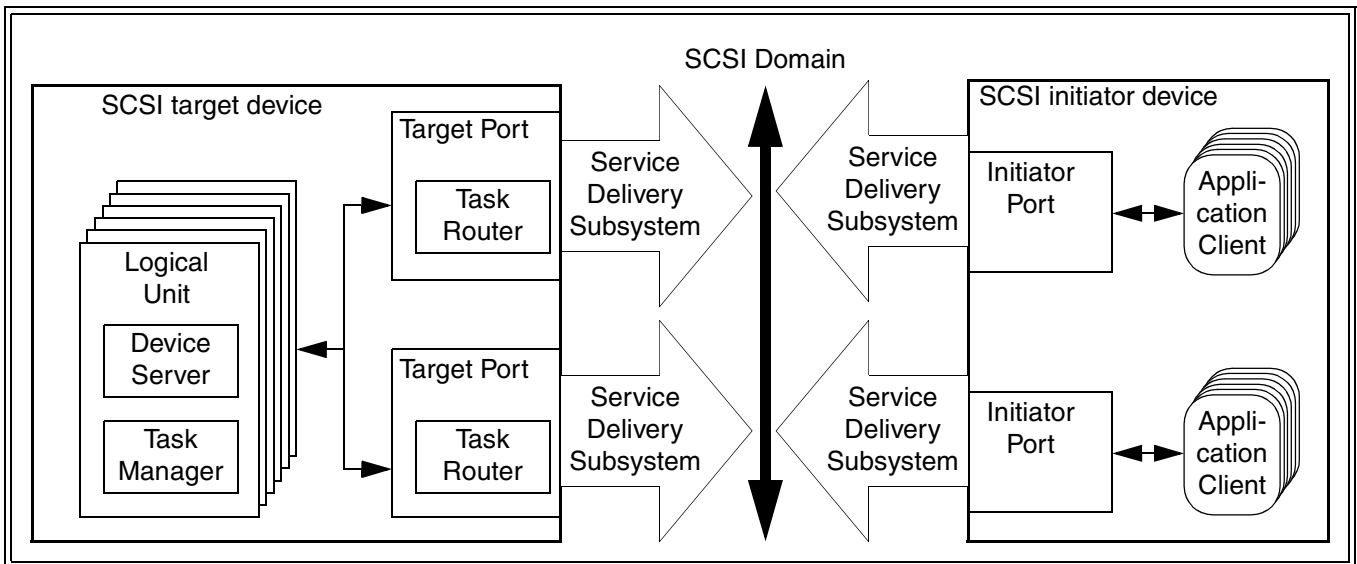 SCSI Domain
SCSI target device
Target Port
Task
Router
Logical
Unit
Device
Server
Task
Manager
Target Port
Task
Router
Service
Delivery
Subsystem
Service
Delivery
Subsystem
Service
Delivery
Subsystem
Service
Delivery
Subsystem
SCSI initiator device
Initiator
Port
Appli-
cation
Client
Initiator
Port
Appli-
cation
Client